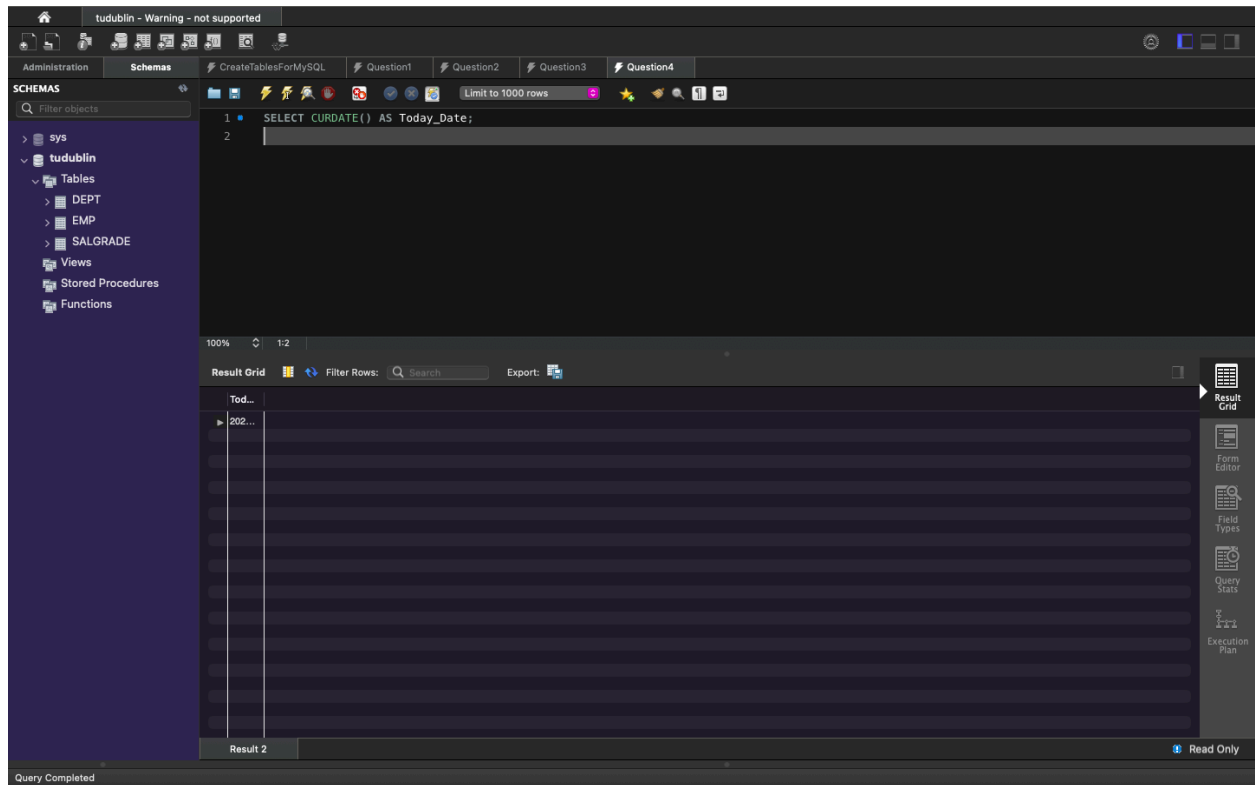 tudublin - Warning - not supported
Administration Schemas
CreateTablesForMySQL Question1 Question2 Question3 Question4
SCHEMAS
Filter objects
Limit to 1000 rows
1 SELECT CURDATE() AS Today_Date;
2
sys
tudublin
Tables
DEPT
EMP
SALGRADE
Views
Stored Procedures
Functions
100% 1:2
Result Grid Filter Rows: Search Export:
Tod...
202...
Result
Grid
Form
Editor
Field
Types
Query
Stats
Execution
Plan
Result 2
Read Only
Query Completed